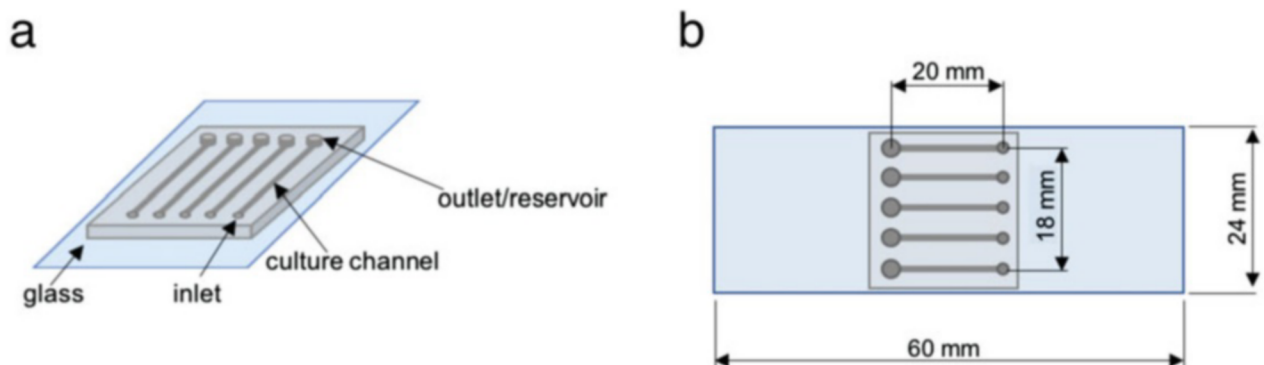 a
outlet/reservoir
culture channel
glass
inlet
b
20 mm
18 mm
24 mm
60 mm